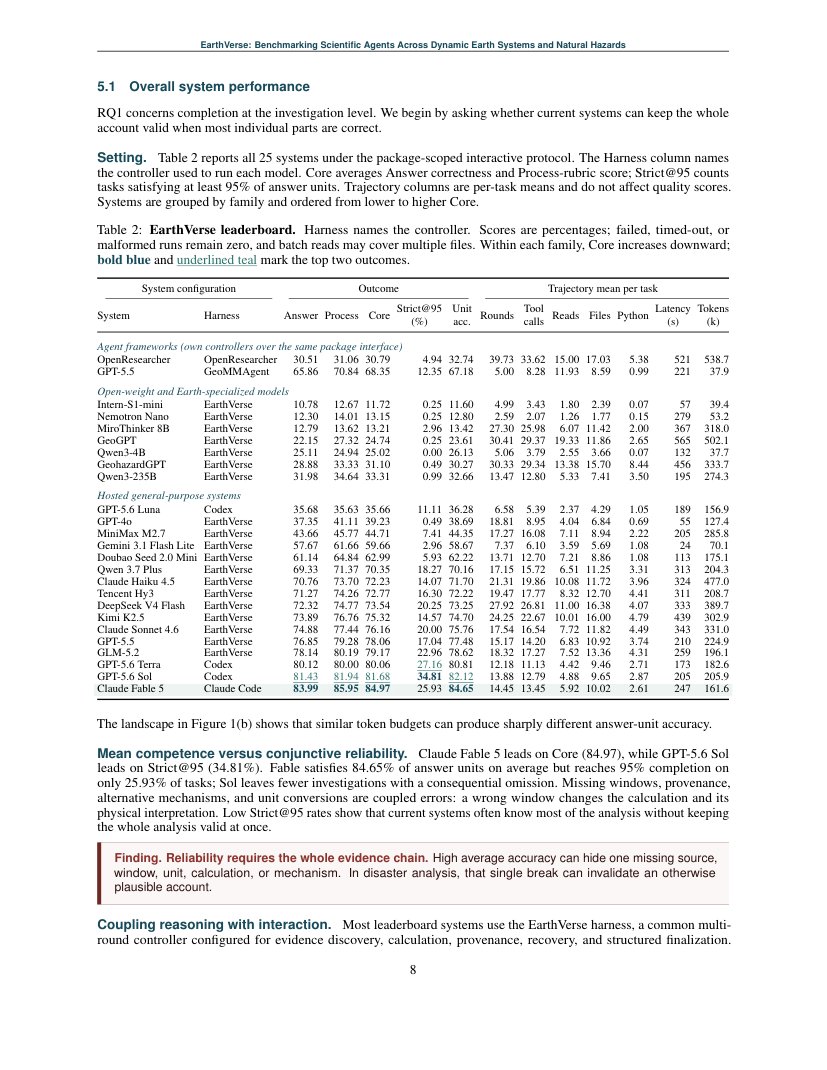 EarthVerse: Benchmarking Scientific Agents Across Dynamic Earth Systems and Natural Hazards
5.1 Overall system performance
RQ1 concerns completion at the investigation level. We begin by asking whether current systems can keep the whole
account valid when most individual parts are correct.
Setting. Table 2 reports all 25 systems under the package-scoped interactive protocol. The Harness column names
the controller used to run each model. Core averages Answer correctness and Process-rubric score; Strict@95 counts
tasks satisfying at least 95% of answer units. Trajectory columns are per-task means and do not affect quality scores.
Systems are grouped by family and ordered from lower to higher Core.
Table 2: EarthVerse leaderboard. Harness names the controller. Scores are percentages; failed, timed-out, or
malformed runs remain zero, and batch reads may cover multiple files. Within each family, Core increases downward;
bold blue and underlined teal mark the top two outcomes.
System configuration Outcome Trajectory mean per task
System Harness Answer Process Core Strict@95 (%) Unit acc. Rounds Tool calls Reads Files Python Latency (s) Tokens (k)
Agent frameworks (own controllers over the same package interface)
OpenResearcher OpenResearcher 30.51 31.06 30.79 4.94 32.74 39.73 33.62 15.00 17.03 5.38 521 538.7
GPT-5.5 GeoMMAgent 65.86 70.84 68.35 12.35 67.18 5.00 8.28 11.93 8.59 0.99 221 37.9
Open-weight and Earth-specialized models
Intern-S1-mini EarthVerse 10.78 12.67 11.72 0.25 11.60 4.99 3.43 1.80 2.39 0.07 57 39.4
Nemotron Nano EarthVerse 12.30 14.01 13.15 0.25 12.80 2.59 2.07 1.26 1.77 0.15 279 53.2
MiroThinker 8B EarthVerse 12.79 13.62 13.21 2.96 13.42 27.30 25.98 6.07 11.42 2.00 367 318.0
GeoGPT EarthVerse 22.15 27.32 24.74 0.25 23.61 30.41 29.37 19.33 11.86 2.65 565 502.1
Qwen3-4B EarthVerse 25.11 24.94 25.02 0.00 26.13 5.06 3.79 2.55 3.66 0.07 132 37.7
GeohazardGPT EarthVerse 28.88 33.33 31.10 0.49 30.27 30.33 29.34 13.38 15.70 8.44 456 333.7
Qwen3-235B EarthVerse 31.98 34.64 33.31 0.99 32.66 13.47 12.80 5.33 7.41 3.50 195 274.3
Hosted general-purpose systems
GPT-5.6 Luna Codex 35.68 35.63 35.66 11.11 36.28 6.58 5.39 2.37 4.29 1.05 189 156.9
GPT-4o EarthVerse 37.35 41.11 39.23 0.49 38.69 18.81 8.95 4.04 6.84 0.69 55 127.4
MiniMax M2.7 EarthVerse 43.66 45.77 44.71 7.41 44.35 17.27 16.08 7.11 8.94 2.22 205 285.8
Gemini 3.1 Flash Lite EarthVerse 57.67 61.66 59.66 2.96 58.67 7.37 6.10 3.59 5.69 1.08 24 70.1
Doubao Seed 2.0 Mini EarthVerse 61.14 64.84 62.99 5.93 62.22 13.71 12.70 7.21 8.86 1.08 113 175.1
Qwen 3.7 Plus EarthVerse 69.33 71.37 70.35 18.27 70.16 17.15 15.72 6.51 11.25 3.31 313 204.3
Claude Haiku 4.5 EarthVerse 70.76 73.70 72.23 14.07 71.70 21.31 19.86 10.08 11.72 3.96 324 477.0
Tencent Hy3 EarthVerse 71.27 74.26 72.77 16.30 72.22 19.47 17.77 8.32 12.70 4.41 311 208.7
DeepSeek V4 Flash EarthVerse 72.32 74.77 73.54 20.25 73.25 27.92 26.81 11.00 16.38 4.07 333 389.7
Kimi K2.5 EarthVerse 73.89 76.76 75.32 14.57 74.70 24.25 22.67 10.01 16.00 4.79 439 302.9
Claude Sonnet 4.6 EarthVerse 74.88 77.44 76.16 20.00 75.76 17.54 16.54 7.72 11.82 4.49 343 331.0
GPT-5.5 EarthVerse 76.85 79.28 78.06 17.04 77.48 15.17 14.20 6.83 10.92 3.74 210 224.9
GLM-5.2 EarthVerse 78.14 80.19 79.17 22.96 78.62 18.32 17.27 7.52 13.36 4.31 259 196.1
GPT-5.6 Terra Codex 80.12 80.00 80.06 27.16 80.81 12.18 11.13 4.42 9.46 2.71 173 182.6
GPT-5.6 Sol Codex 81.43 81.94 81.68 34.81 82.12 13.88 12.79 4.88 9.65 2.87 205 205.9
Claude Fable 5 Claude Code 83.99 85.95 84.97 25.93 84.65 14.45 13.45 5.92 10.02 2.61 247 161.6
The landscape in Figure 1(b) shows that similar token budgets can produce sharply different answer-unit accuracy.
Mean competence versus conjunctive reliability. Claude Fable 5 leads on Core (84.97), while GPT-5.6 Sol
leads on Strict@95 (34.81%). Fable satisfies 84.65% of answer units on average but reaches 95% completion on
only 25.93% of tasks; Sol leaves fewer investigations with a consequential omission. Missing windows, provenance,
alternative mechanisms, and unit conversions are coupled errors: a wrong window changes the calculation and its
physical interpretation. Low Strict@95 rates show that current systems often know most of the analysis without keeping
the whole analysis valid at once.
Finding. Reliability requires the whole evidence chain. High average accuracy can hide one missing source,
window, unit, calculation, or mechanism. In disaster analysis, that single break can invalidate an otherwise
plausible account.
Coupling reasoning with interaction. Most leaderboard systems use the EarthVerse harness, a common multi-
round controller configured for evidence discovery, calculation, provenance, recovery, and structured finalization.
8